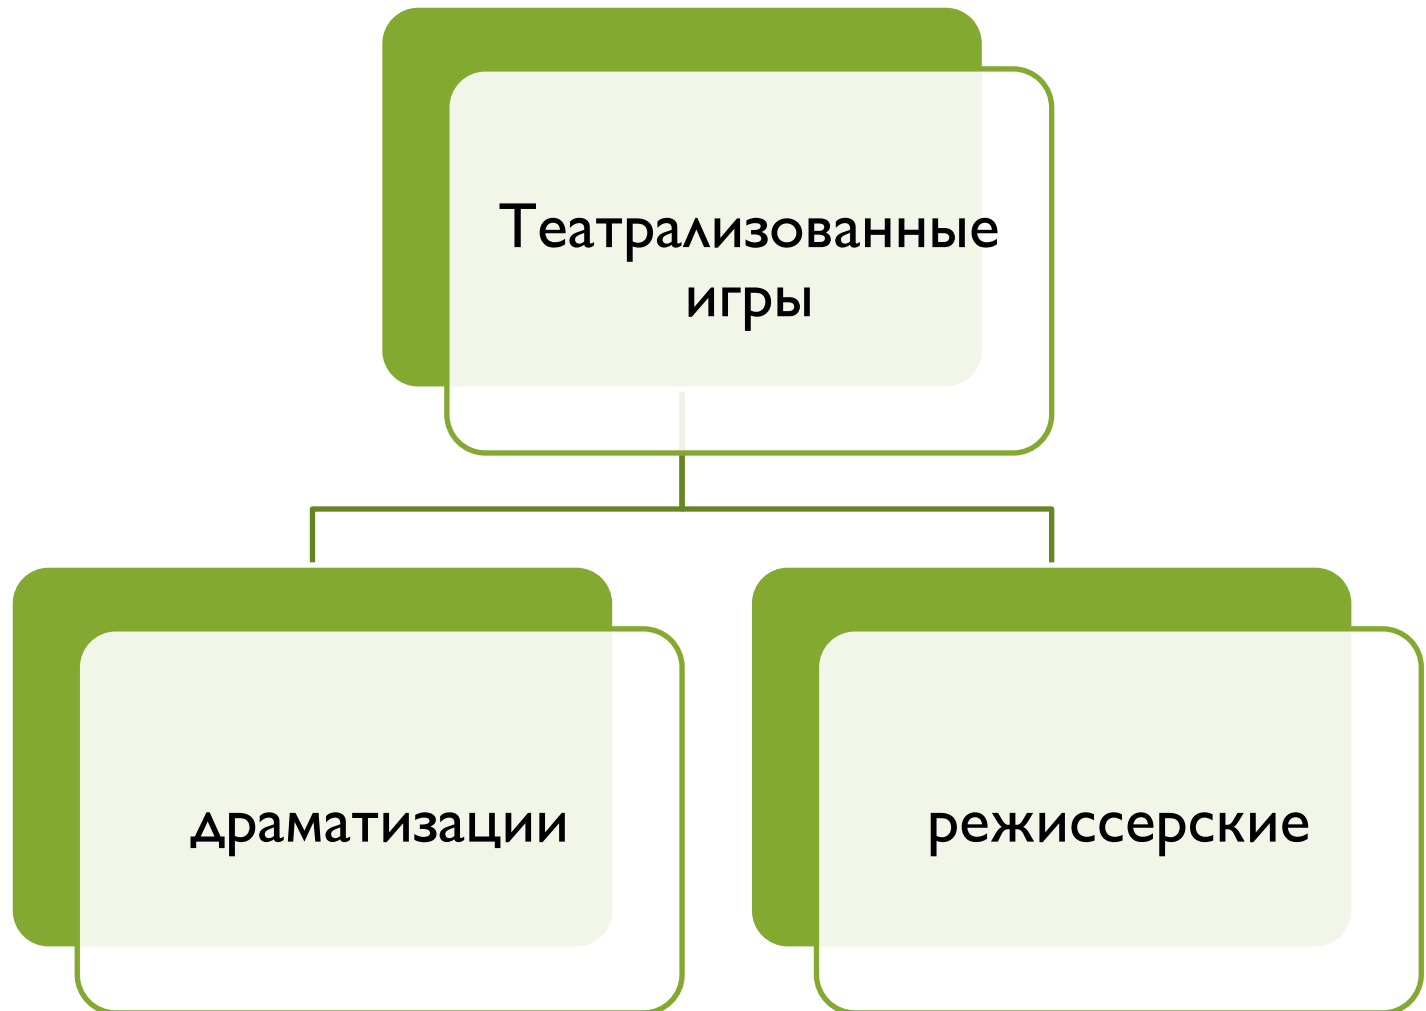 Театрализованные
игры
драматизации
режиссерские